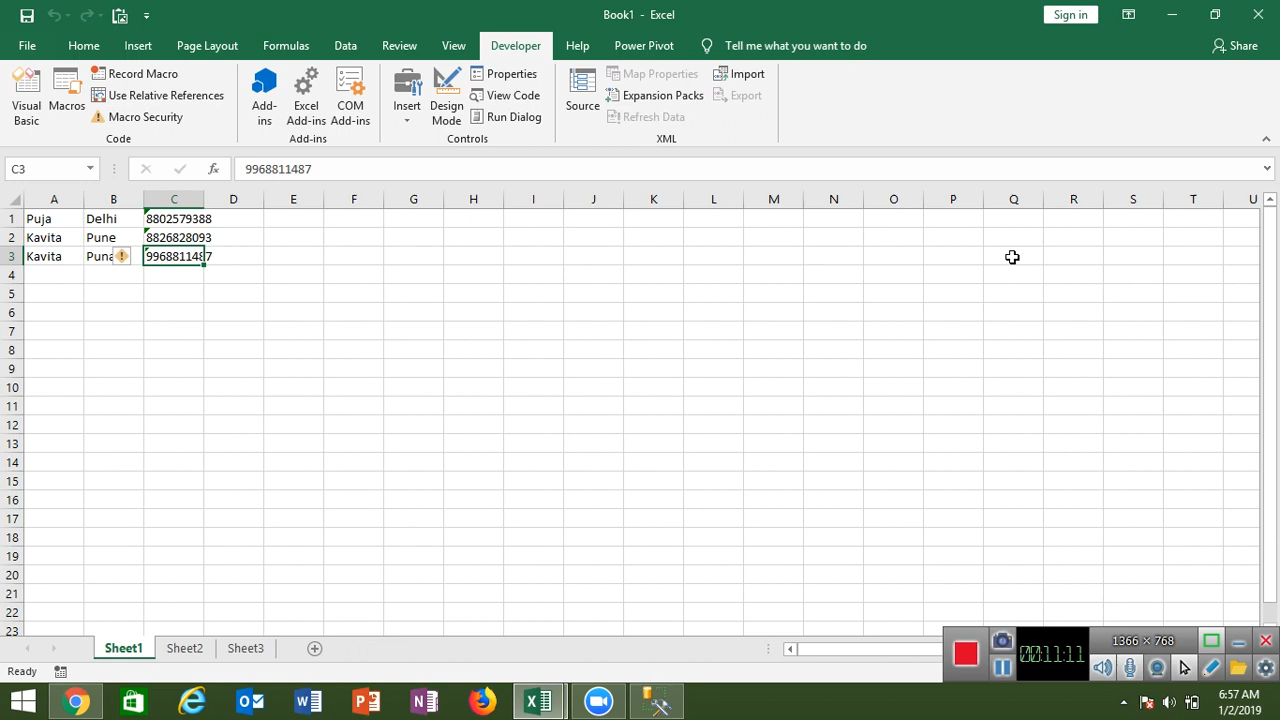 Book1 - Excel
Sign in
File Home Insert Page Layout Formulas Data Review View Developer Help Power Pivot Tell me what you want to do Share
Visual Basic
Macros
Record Macro
Use Relative References
Macro Security
Code
Add-ins
Excel Add-ins
COM Add-ins
Add-ins
Insert
Design Mode
Properties
View Code
Run Dialog
Controls
Source
Map Properties
Expansion Packs
Refresh Data
Import
Export
XML
C3 fx 9968811487
A B C D E F G H I J K L M N O P Q R S T U
1 Puja Delhi 8802579388
2 Kavita Pune 8826828093
3 Kavita Puna 9968811487
4
5
6
7
8
9
10
11
12
13
14
15
16
17
18
19
20
21
22
23
Sheet1 Sheet2 Sheet3
Ready
00:11:11
1366 × 768
6:57 AM
1/2/2019